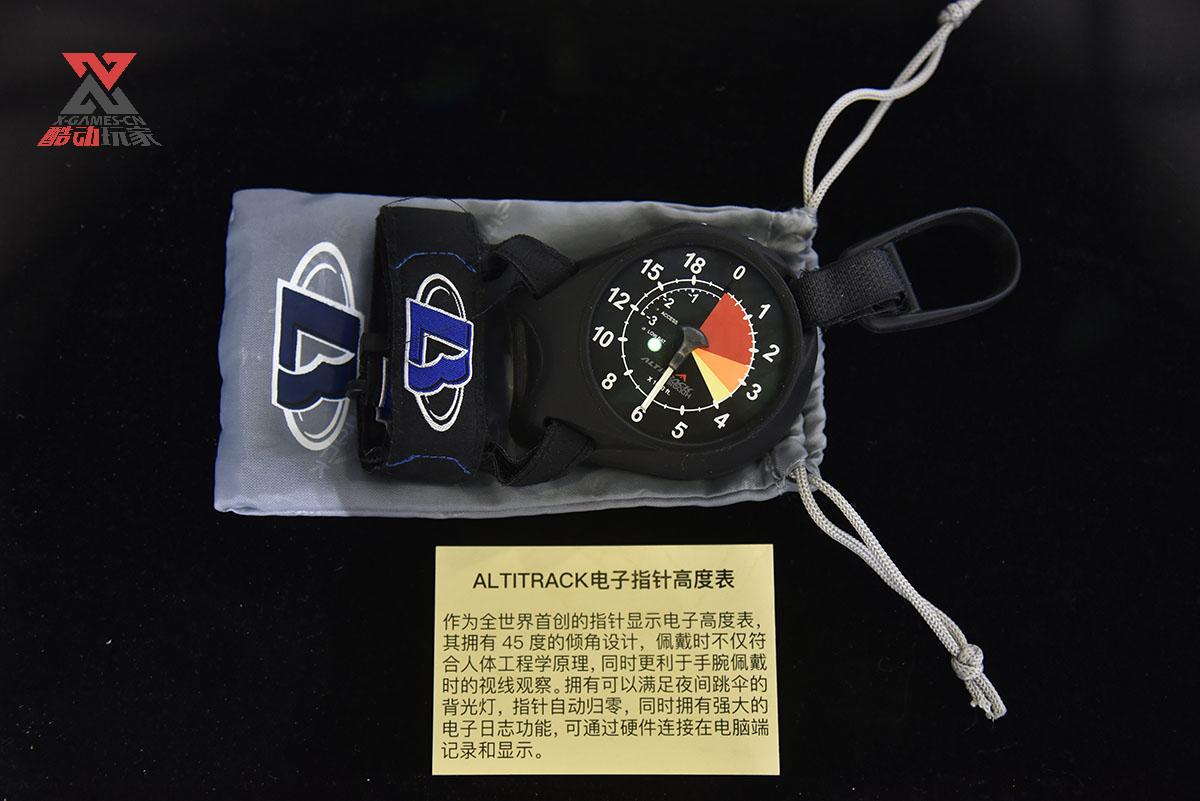 X-GAMES-CN
酷动玩家
LB
LB
0
1
2
3
4
5
6
8
10
12
15
18
-1
-2
-3
ACCESS
ALTITRACK电子指针高度表
作为全世界首创的指针显示电子高度表，
其拥有 45 度的倾角设计，佩戴时不仅符
合人体工程学原理，同时更利于手腕佩戴
时的视线观察。拥有可以满足夜间跳伞的
背光灯，指针自动归零，同时拥有强大的
电子日志功能，可通过硬件连接在电脑端
记录和显示。